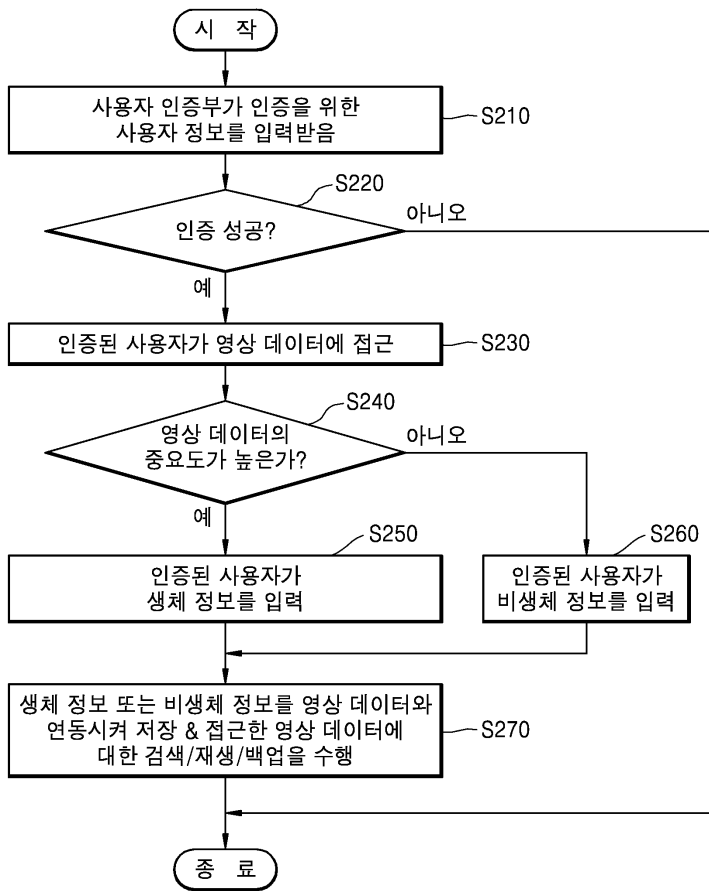 시 작
사용자 인증부가 인증을 위한
사용자 정보를 입력받음
S210
S220
인증 성공?
아니오
예
인증된 사용자가 영상 데이터에 접근
S230
S240
영상 데이터의
중요도가 높은가?
아니오
예
S250
인증된 사용자가
생체 정보를 입력
S260
인증된 사용자가
비생체 정보를 입력
생체 정보 또는 비생체 정보를 영상 데이터와
연동시켜 저장 & 접근한 영상 데이터에
대한 검색/재생/백업을 수행
S270
종 료